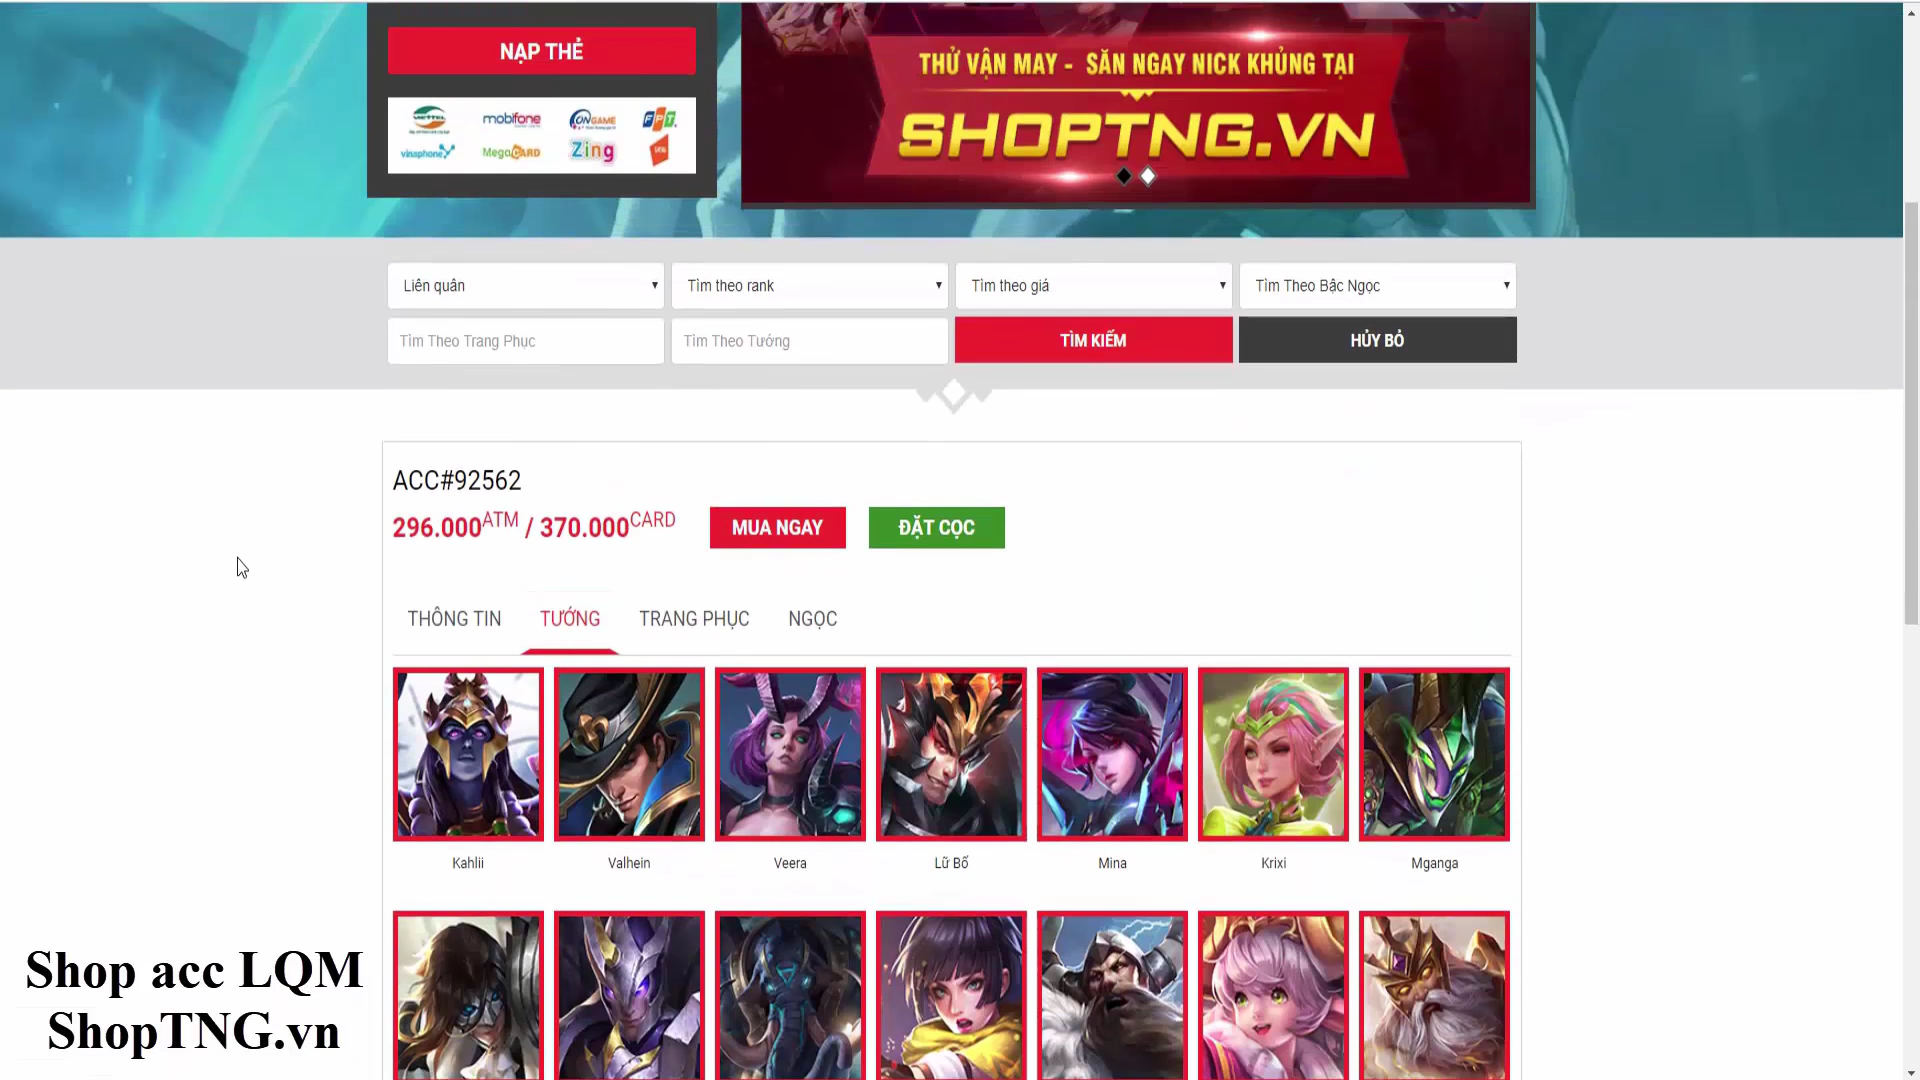 NẠP THẺ
VIETTEL
mobifone
ONGAME
FPT
vinaphone
MegaCARD
Zing
THỬ VẬN MAY - SĂN NGAY NICK KHỦNG TẠI
SHOPTNG.VN
Liên quân
Tìm theo rank
Tìm theo giá
Tìm Theo Bậc Ngọc
Tìm Theo Trang Phục
Tìm Theo Tướng
TÌM KIẾM
HỦY BỎ
ACC#92562
296.000ATM / 370.000CARD
MUA NGAY
ĐẶT CỌC
THÔNG TIN
TƯỚNG
TRANG PHỤC
NGỌC
Kahlii
Valhein
Veera
Lữ Bố
Mina
Krixi
Mganga
Shop acc LQM
ShopTNG.vn